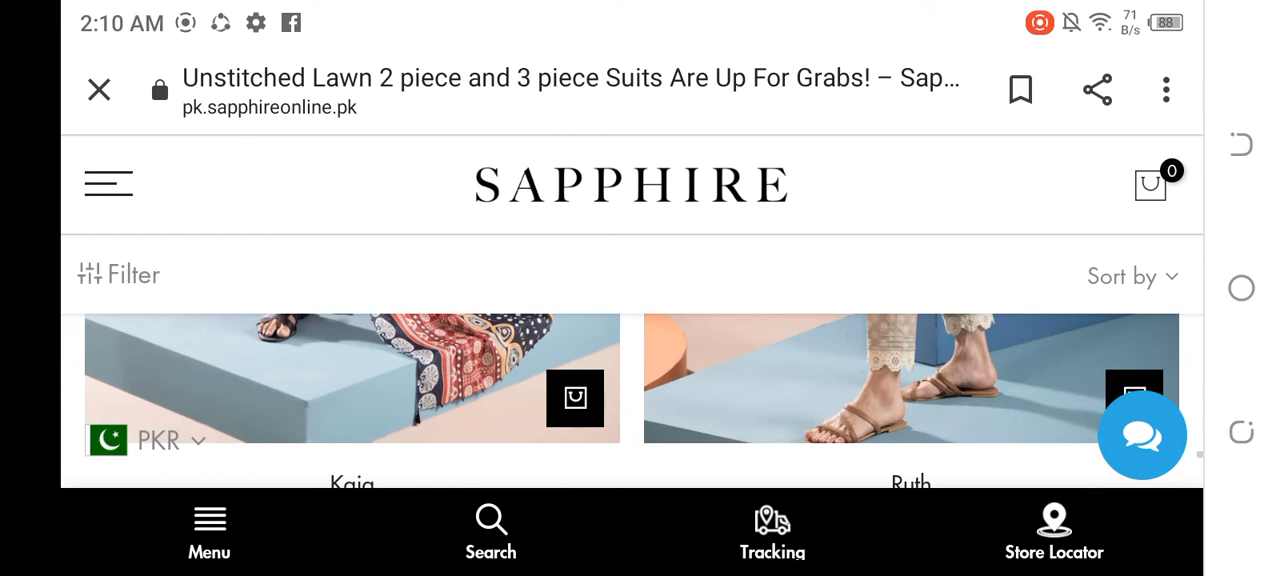 2:10 AM
71
B/s
88
Unstitched Lawn 2 piece and 3 piece Suits Are Up For Grabs! – Sap...
pk.sapphireonline.pk
SAPPHIRE
0
Filter
Sort by
PKR
Kaia
Ruth
Menu
Search
Tracking
Store Locator